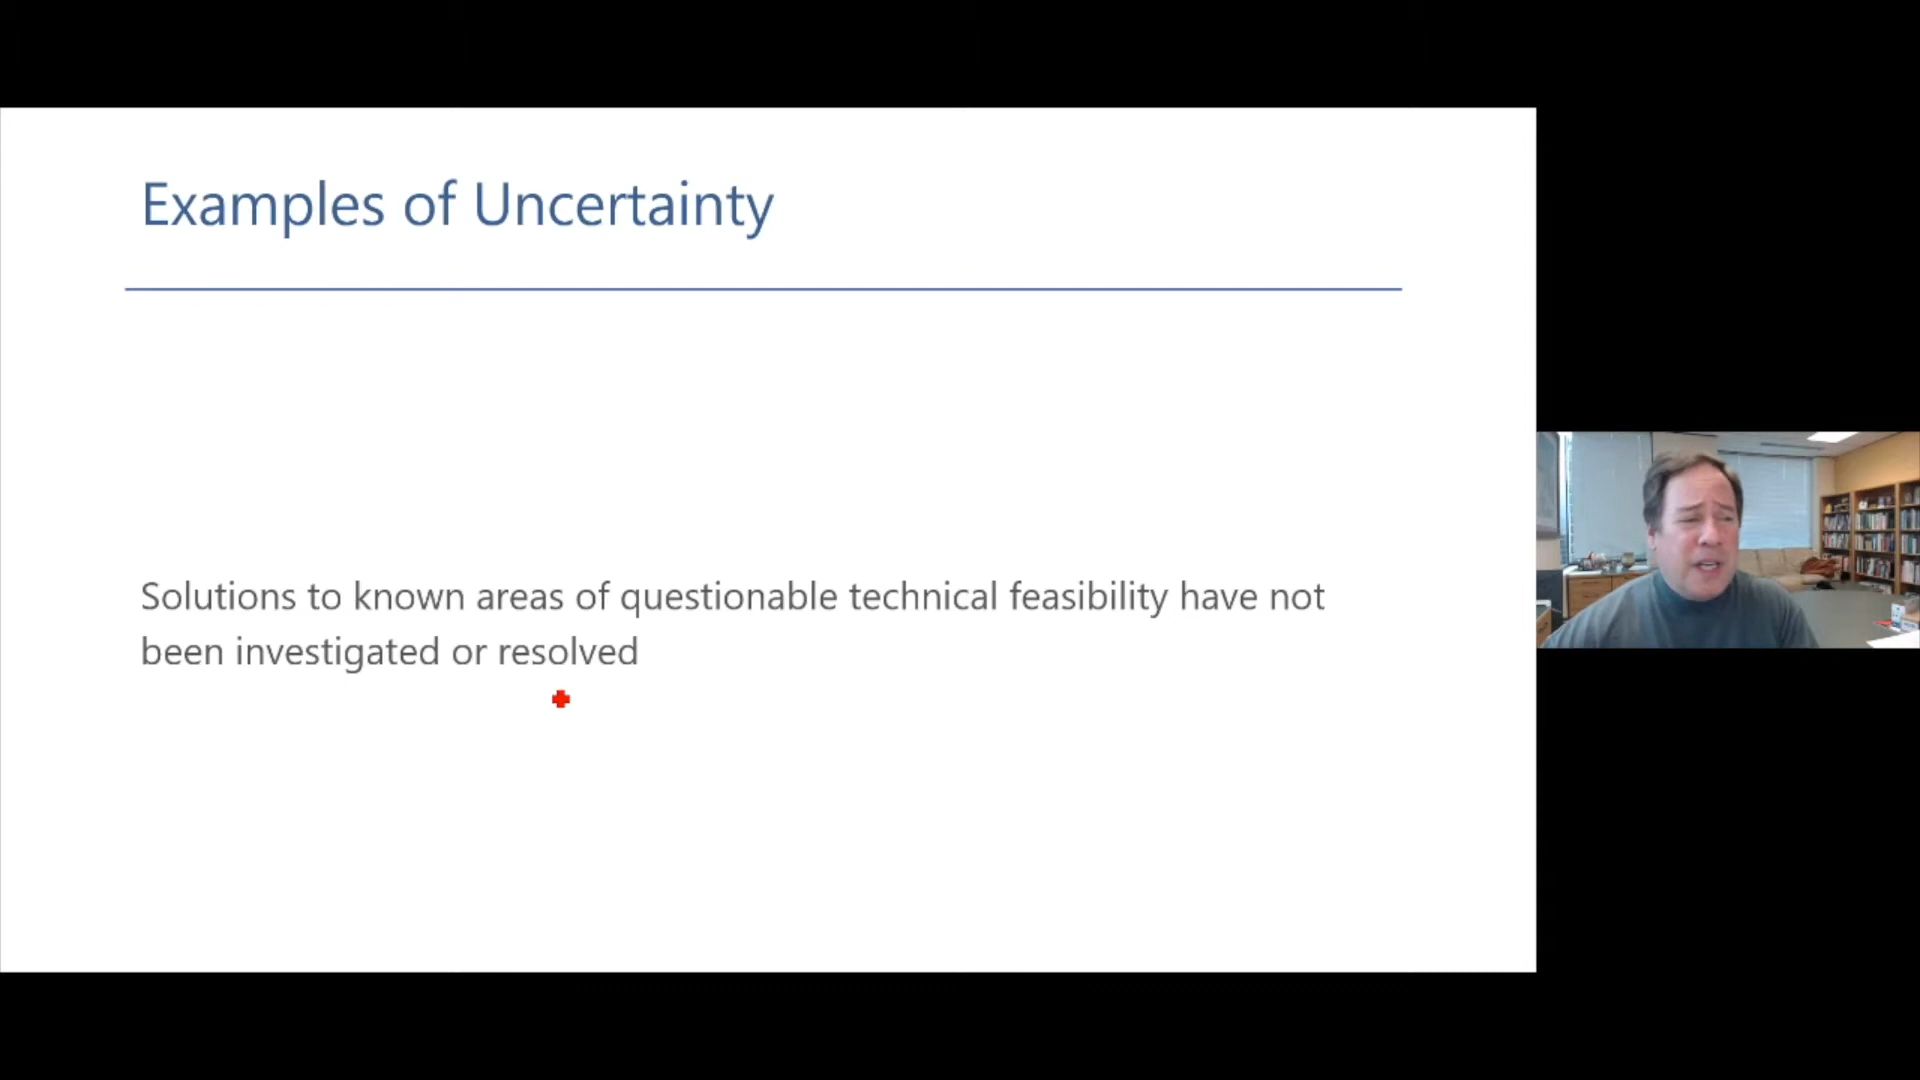 Examples of Uncertainty
Solutions to known areas of questionable technical feasibility have not
been investigated or resolved